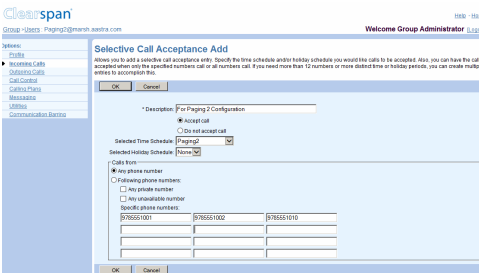 Clearspan
Help - Ho
Group >Users : Paging2@marsh.aastra.com
Welcome Group Administrator
Options:
Profile
Incoming Calls
Outgoing Calls
Call Control
Calling Plans
Messaging
Utilities
Communication Barring
Selective Call Acceptance Add
Allows you to add a selective call acceptance entry. Specify the time schedule and/or holiday schedule you would like calls to be accepted. Also, you can have the call
accepted when only the specified numbers call or all numbers call. If you need more than 12 numbers or more distinct time or holiday periods, you can create multip
entries to accomplish this.
OK
Cancel
* Description: For Paging 2 Configuration
Accept call
Do not accept call
Selected Time Schedule: Paging2
Selected Holiday Schedule: None
Calls from
Any phone number
Following phone numbers:
Any private number
Any unavailable number
Specific phone numbers:
9785551001 9785551002 9785551010
OK
Cancel